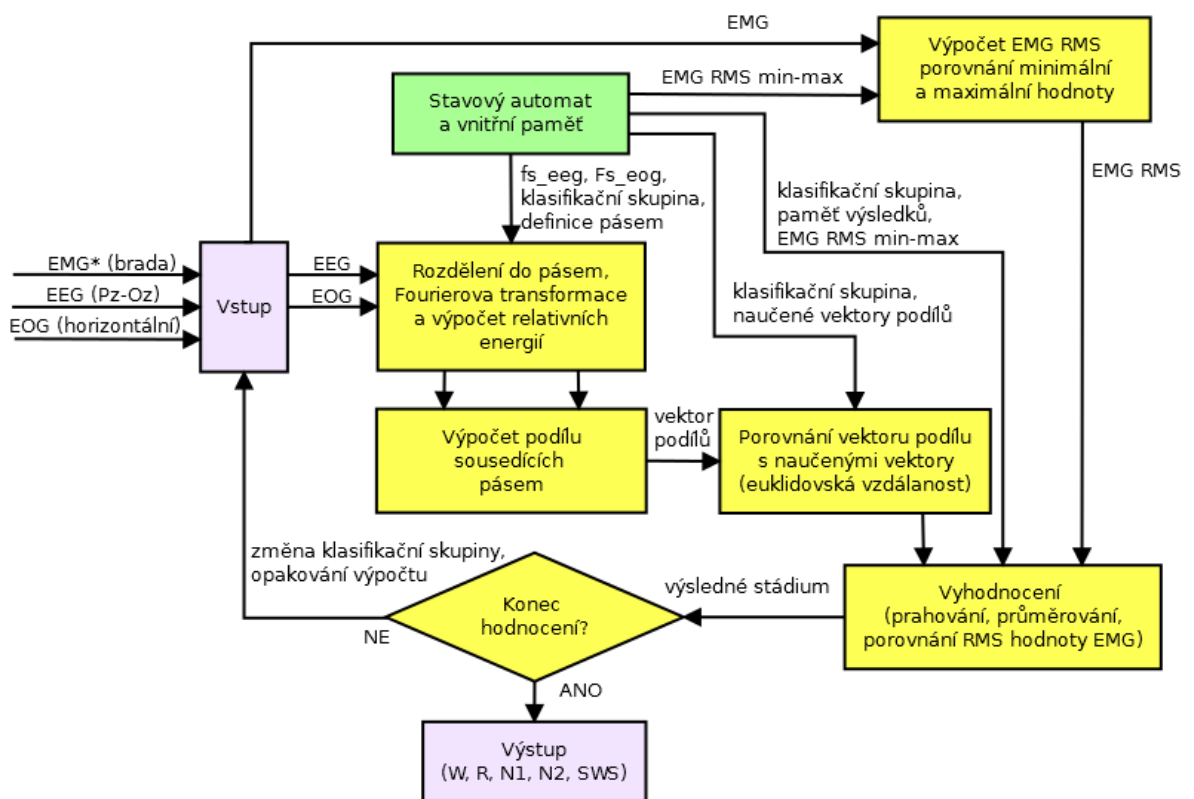 EMG
Výpočet EMG RMS
porovnání minimální
a maximální hodnoty
EMG RMS min-max
Stavový automat
a vnitřní paměť
EMG RMS
fs_eeg, Fs_eog,
klasifikační skupina,
definice pásem
klasifikační skupina,
paměť výsledků,
EMG RMS min-max
EMG* (brada)
EEG (Pz-Oz)
EOG (horizontální)
Vstup
EEG
EOG
Rozdělení do pásem,
Fourierova transformace
a výpočet relativních
energií
klasifikační skupina,
naučené vektory podílů
Výpočet podílu
sousedících
pásem
vektor
podílů
Porovnání vektoru podílu
s naučenými vektory
(euklidovská vzdálanost)
změna klasifikační skupiny,
opakování výpočtu
Konec
hodnocení?
NE
výsledné stádium
Vyhodnocení
(prahování, průměrování,
porovnání RMS hodnoty EMG)
ANO
Výstup
(W, R, N1, N2, SWS)